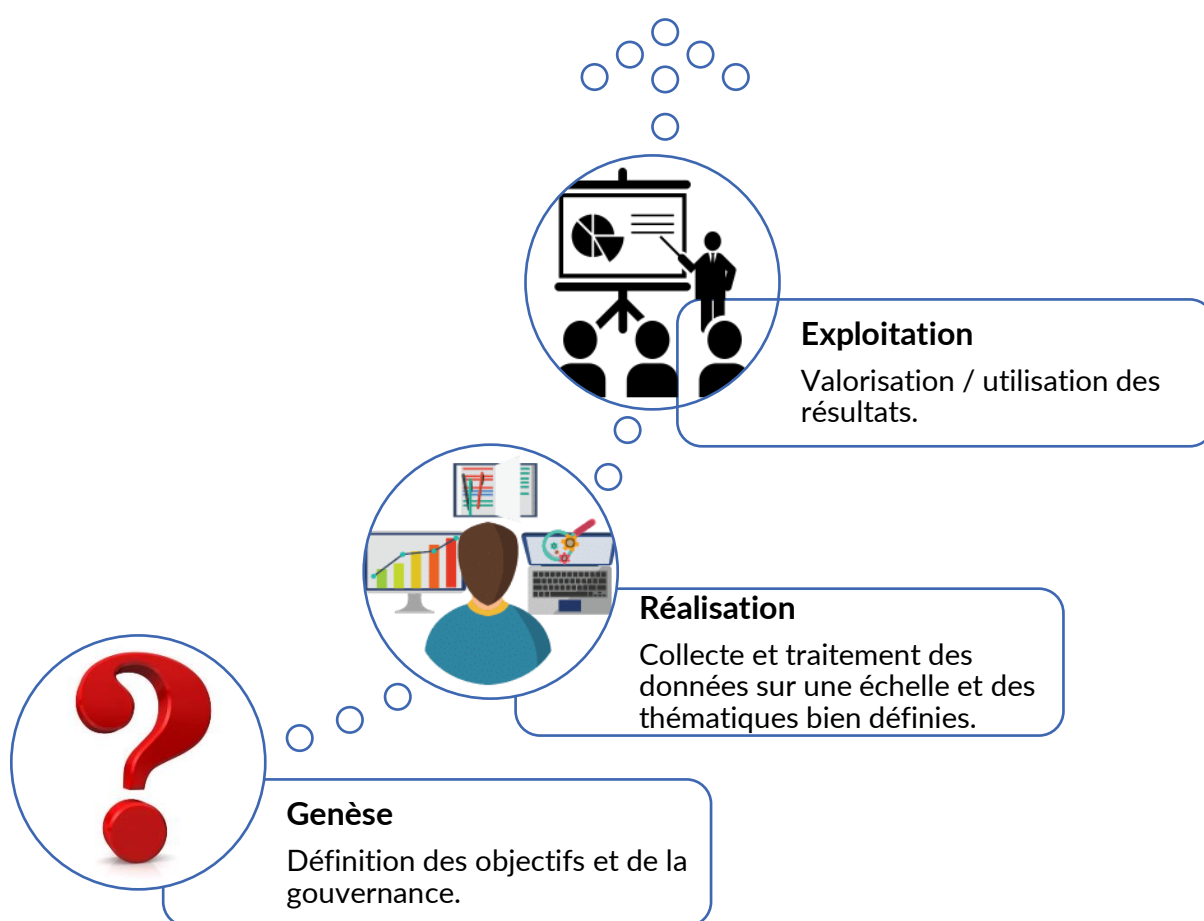 Exploitation
Valorisation / utilisation des
résultats.
Réalisation
Collecte et traitement des
données sur une échelle et des
thématiques bien définies.
Genèse
Définition des objectifs et de la
gouvernance.